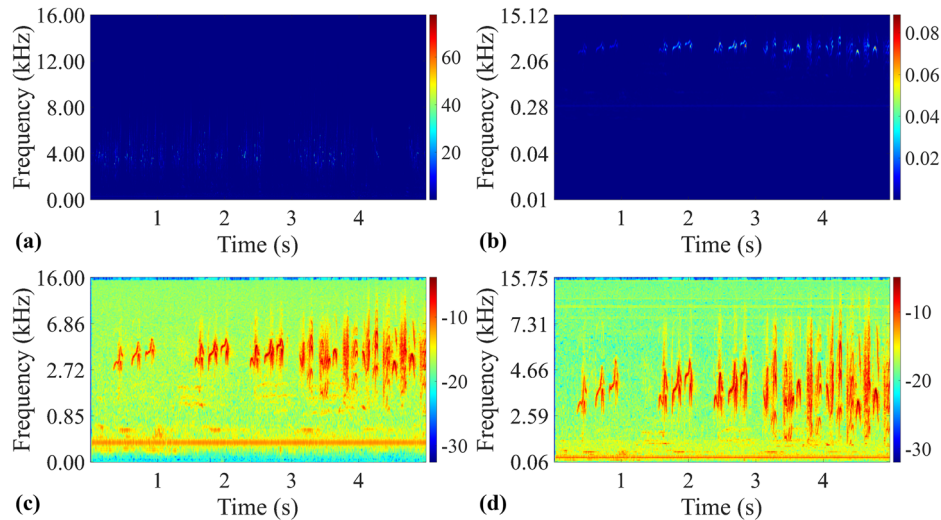 16.00
12.00
8.00
4.00
0.00
Frequency (kHz)
1 2 3 4
Time (s)
60
40
20
(a)
15.12
2.06
0.28
0.04
0.01
Frequency (kHz)
1 2 3 4
Time (s)
0.08
0.06
0.04
0.02
(b)
16.00
6.86
2.72
0.85
0.00
Frequency (kHz)
1 2 3 4
Time (s)
-10
-20
-30
(c)
15.75
7.31
4.66
2.59
0.06
Frequency (kHz)
1 2 3 4
Time (s)
-10
-20
-30
(d)